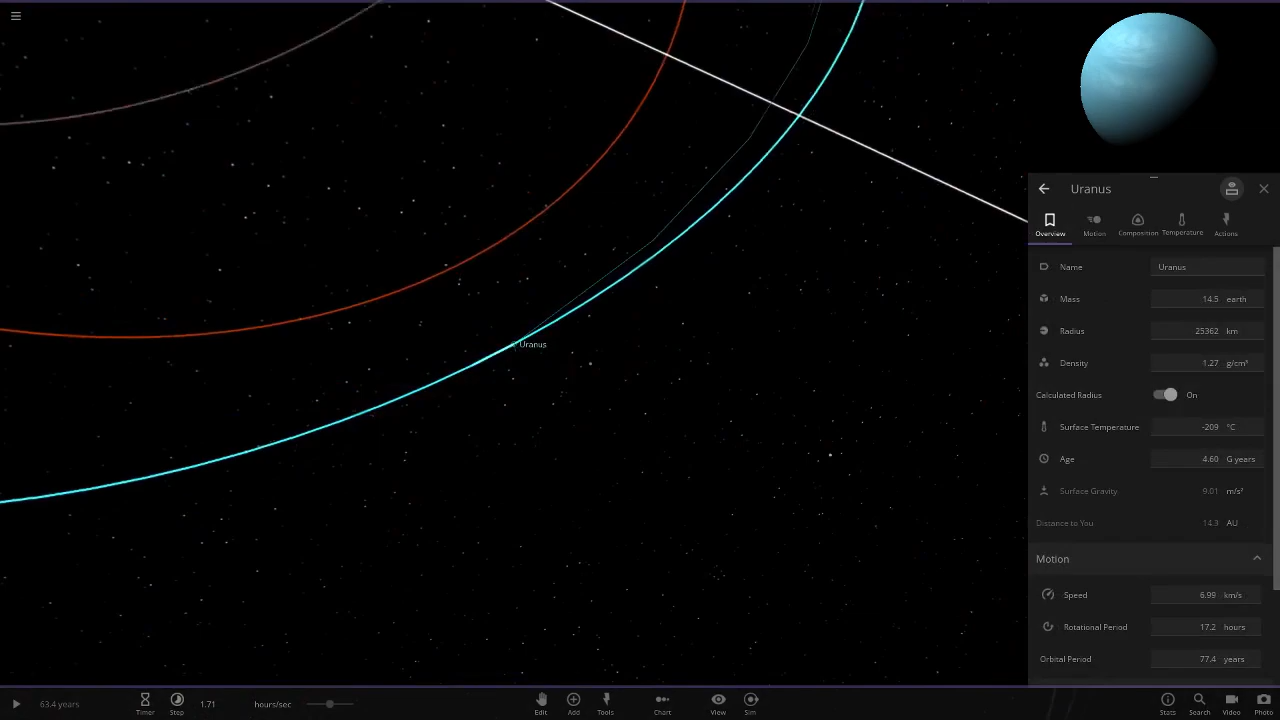 Uranus
Uranus
Overview Motion Composition Temperature Actions
Name Uranus
Mass 14.5 earth
Radius 25362 km
Density 1.27 g/cm³
Calculated Radius On
Surface Temperature -209 °C
Age 4.60 G years
Surface Gravity 9.01 m/s²
Distance to You 14.3 AU
Motion
Speed 6.99 km/s
Rotational Period 17.2 hours
Orbital Period 77.4 years
63.4 years Timer Step 1.71 hours/sec Edit Add Tools Chart View Sim Stats Search Video Photo